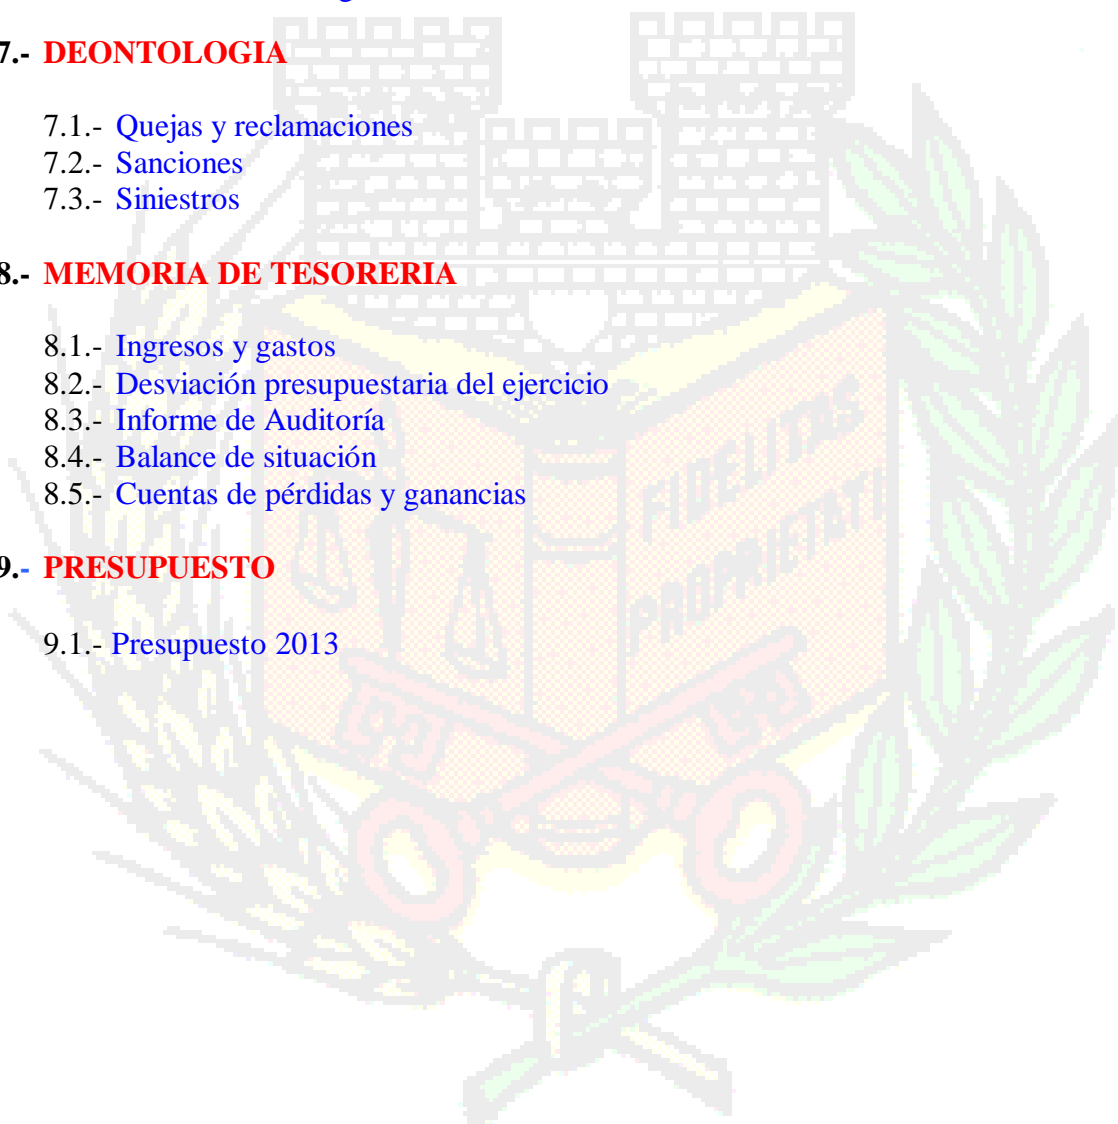 7.- DEONTOLOGIA
7.1.- Quejas y reclamaciones
7.2.- Sanciones
7.3.- Siniestros
8.- MEMORIA DE TESORERIA
8.1.- Ingresos y gastos
8.2.- Desviación presupuestaria del ejercicio
8.3.- Informe de Auditoría
8.4.- Balance de situación
8.5.- Cuentas de pérdidas y ganancias
9.- PRESUPUESTO
9.1.- Presupuesto 2013
FIDELITAS
PROPRIETATI